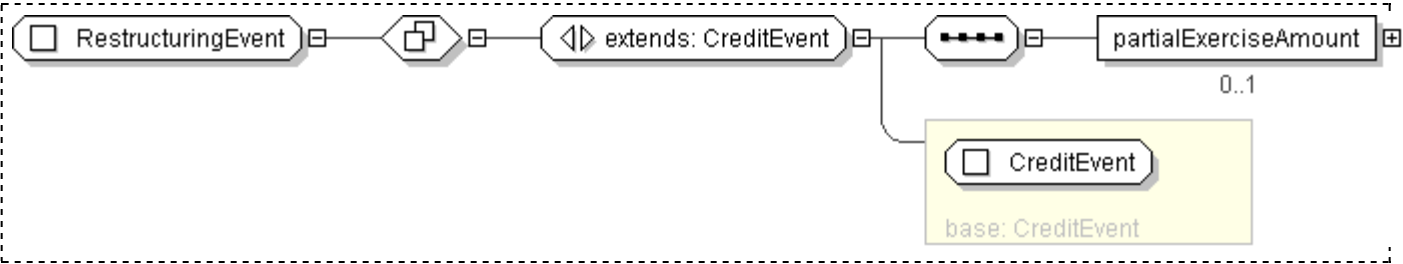 RestructuringEvent
extends: CreditEvent
partialExerciseAmount
0..1
CreditEvent
base: CreditEvent